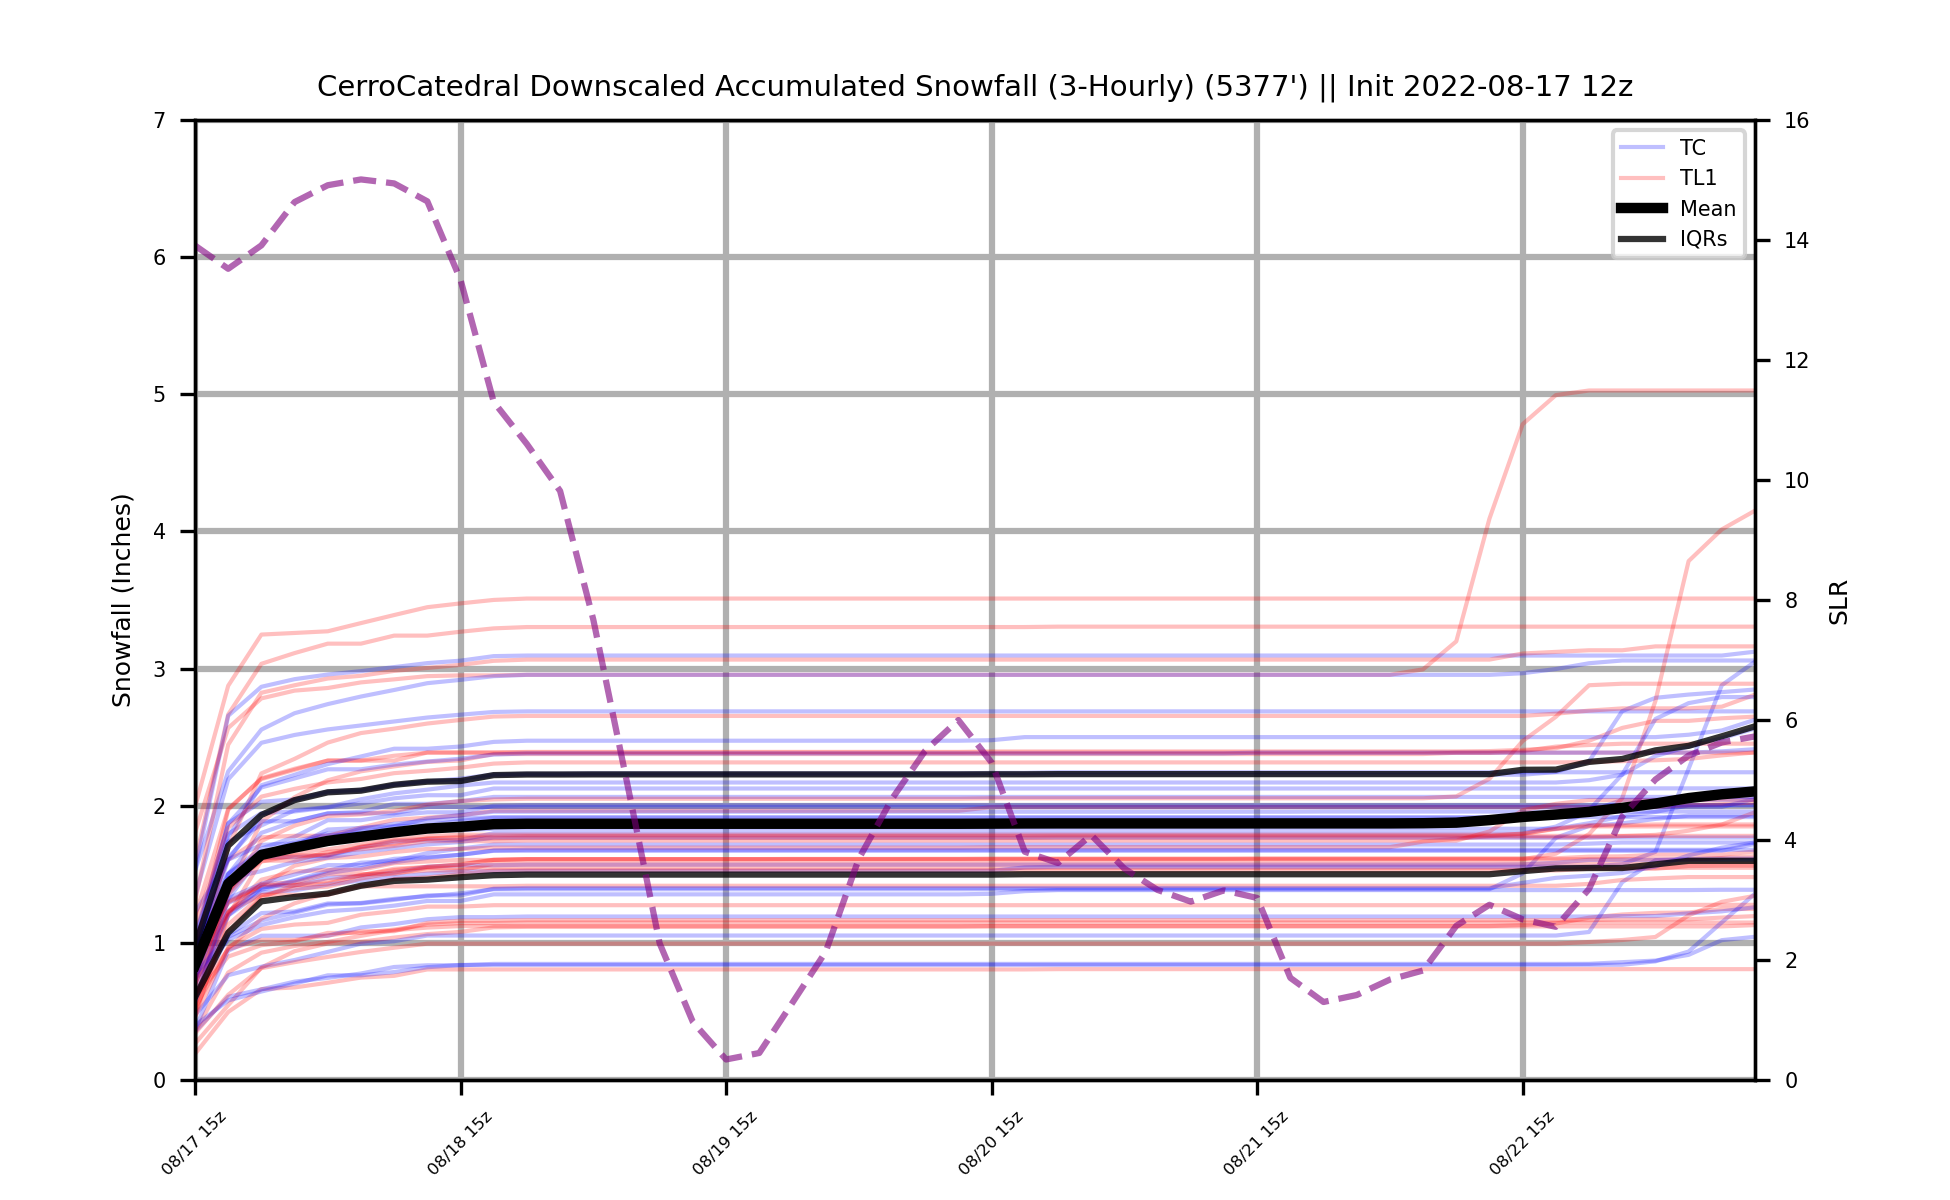 CerroCatedral Downscaled Accumulated Snowfall (3-Hourly) (5377') || Init 2022-08-17 12z
7
6
5
4
3
2
1
0
Snowfall (Inches)
16
14
12
10
8
6
4
2
0
SLR
TC
TL1
Mean
IQRs
08/17 15z
08/18 15z
08/19 15z
08/20 15z
08/21 15z
08/22 15z